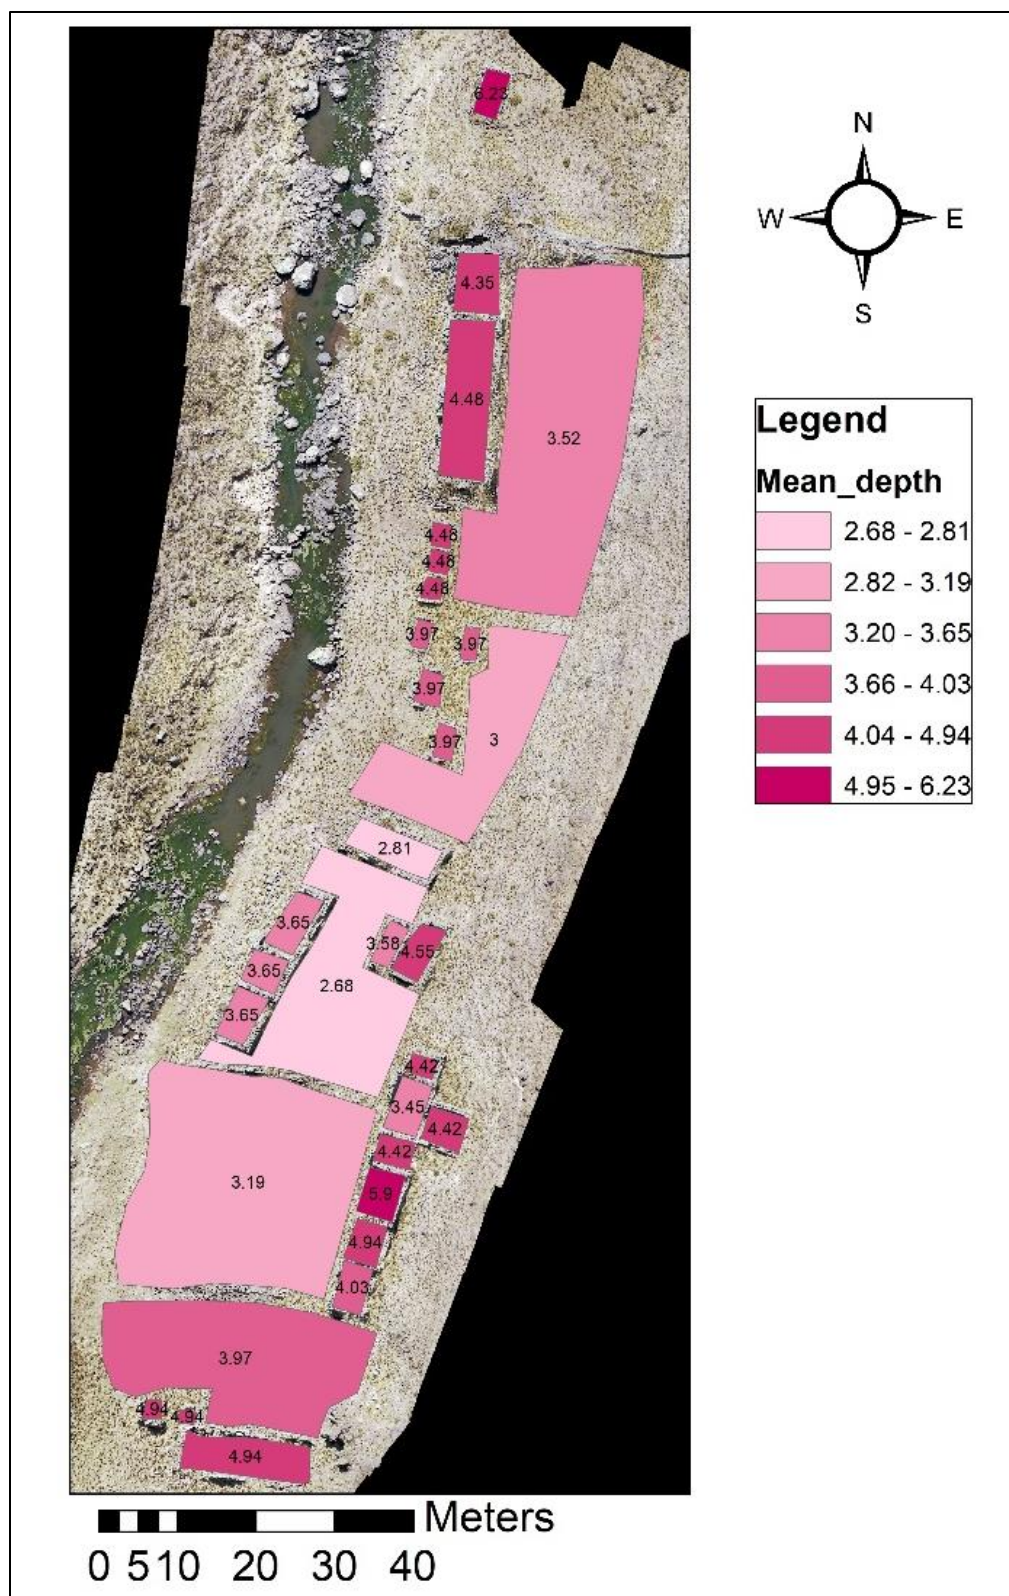 6.23
N
W E
S
4.35
4.48
3.52
Legend
Mean_depth
2.68 - 2.81
2.82 - 3.19
3.20 - 3.65
3.66 - 4.03
4.04 - 4.94
4.95 - 6.23
4.48
4.48
4.48
3.97
3.97
3.97
3.97
3
2.81
3.65
3.58
4.55
3.65
2.68
3.65
4.42
3.45
4.42
4.42
3.19
5.9
4.94
4.03
3.97
4.94
4.94
4.94
Meters
0 5 10 20 30 40